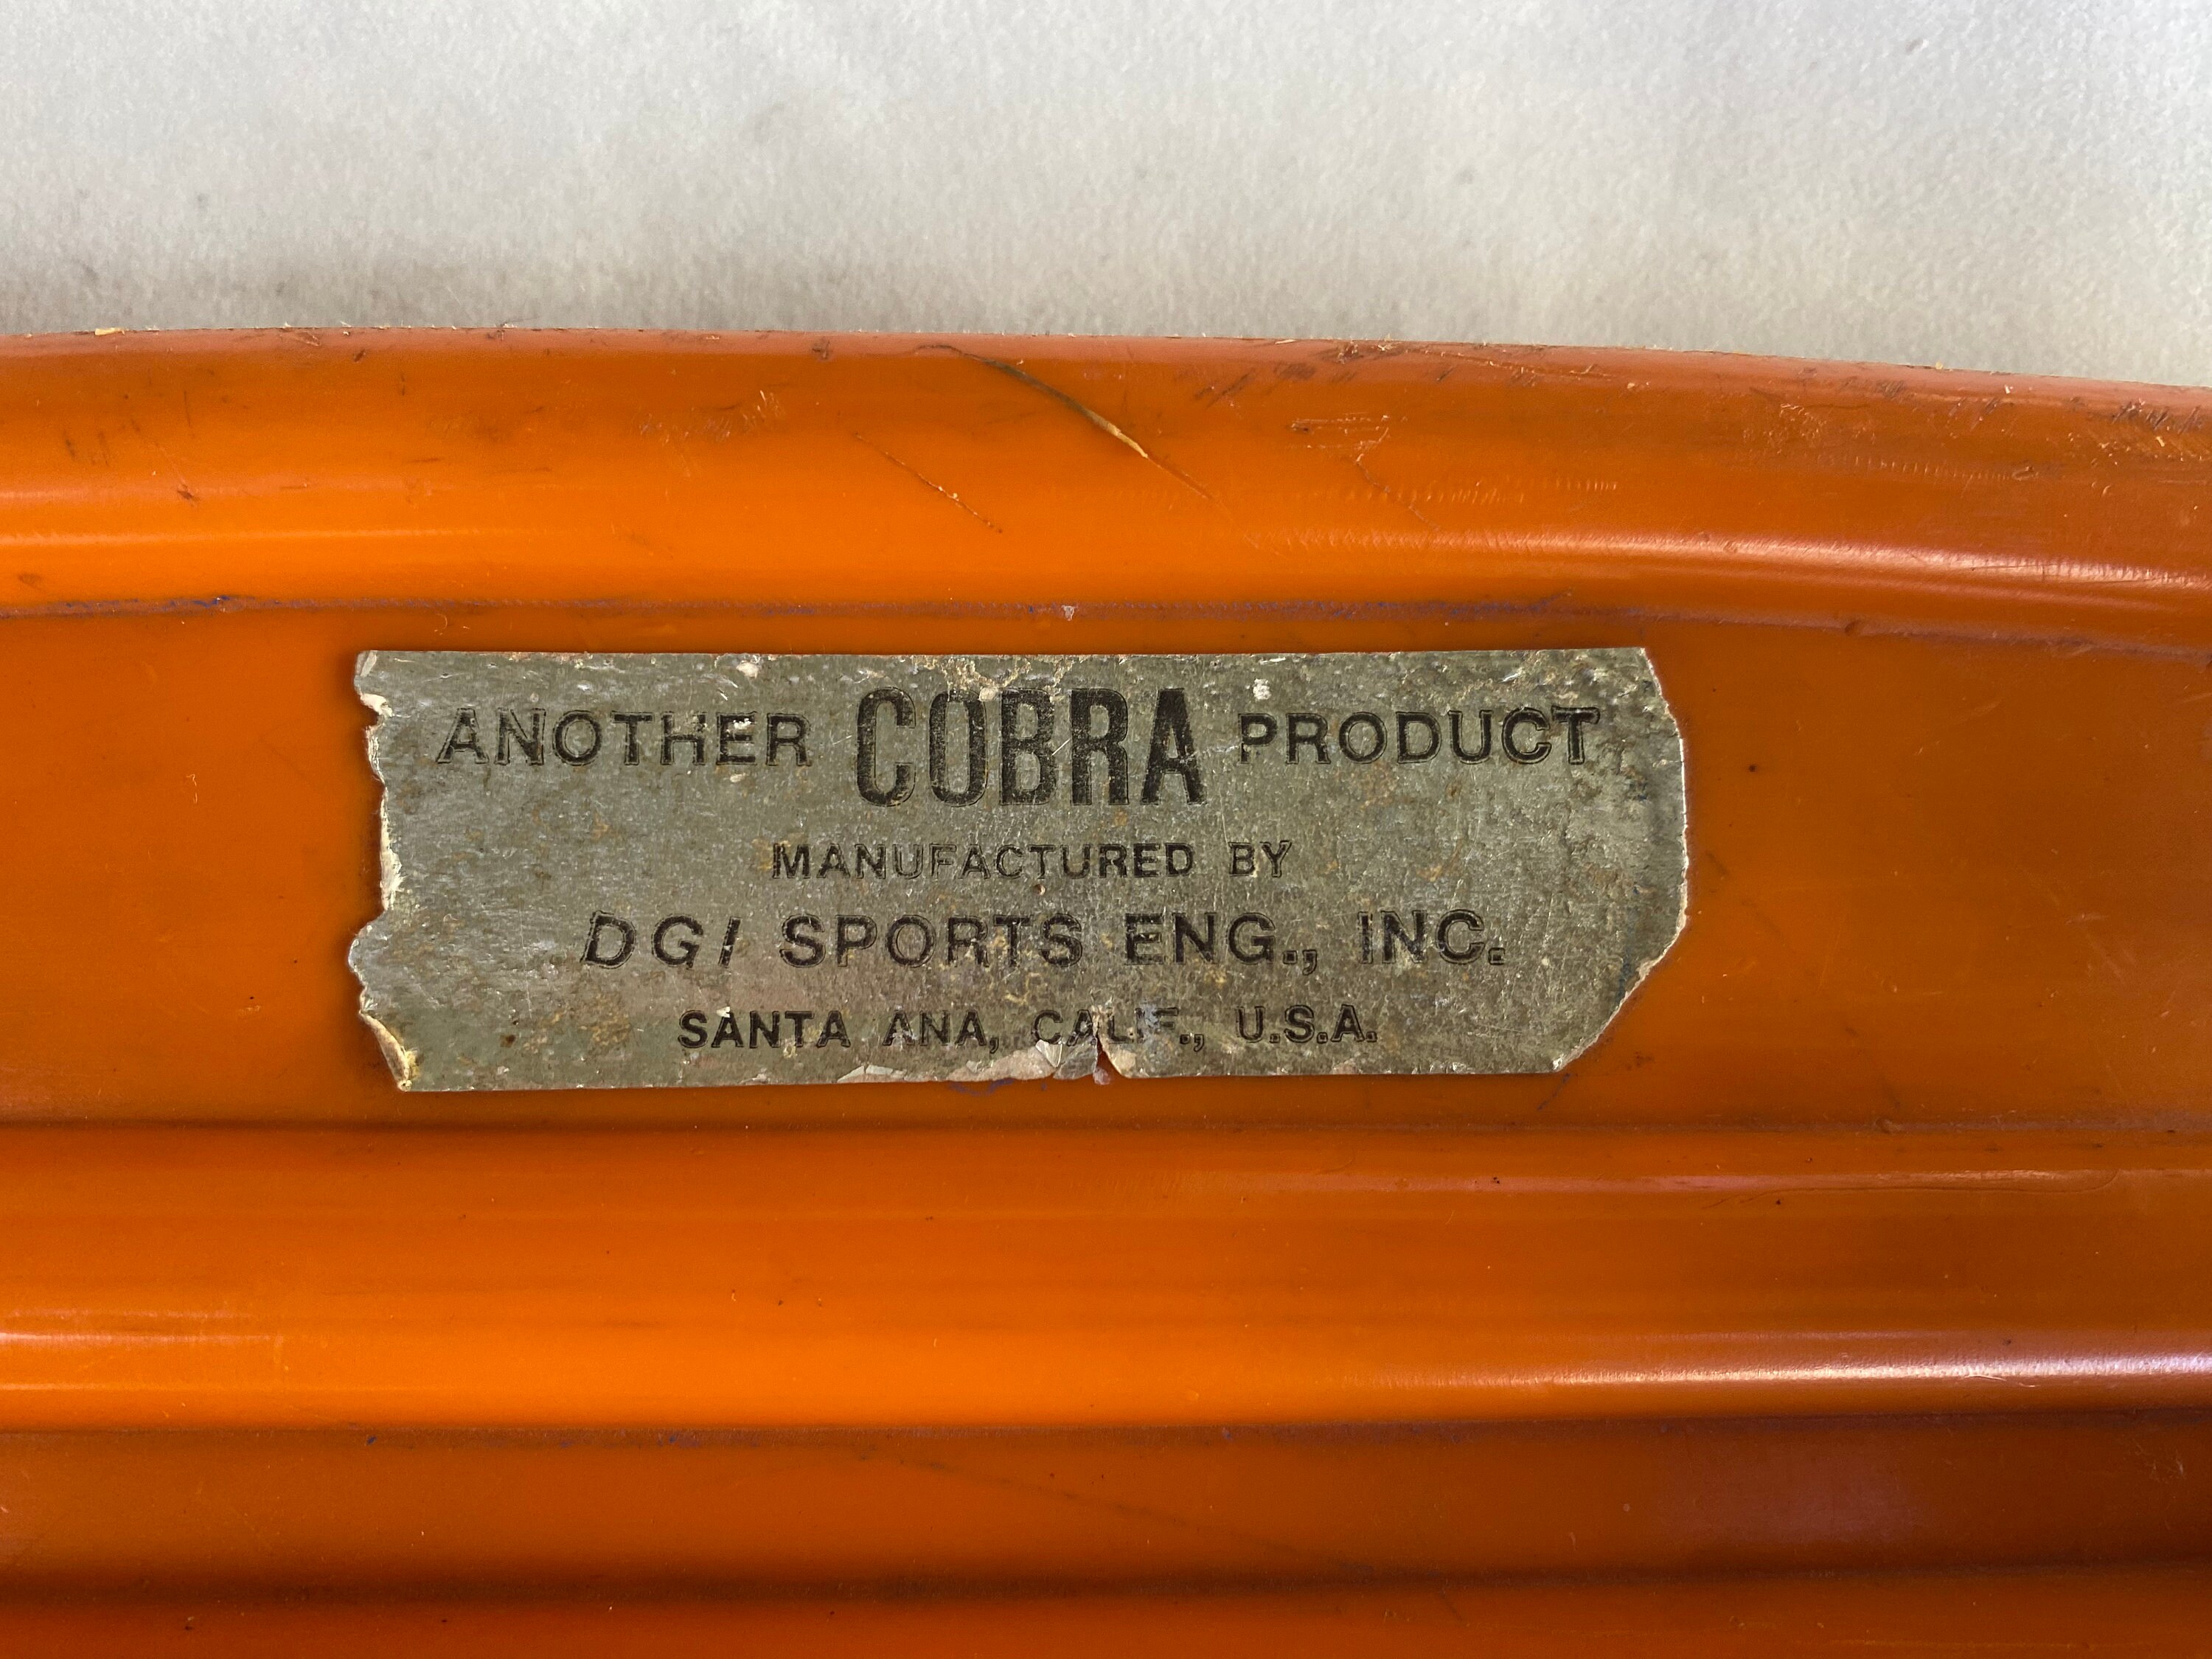 ANOTHER COBRA PRODUCT
MANUFACTURED BY
DGI SPORTS ENG., INC.
SANTA ANA, CALIF., U.S.A.